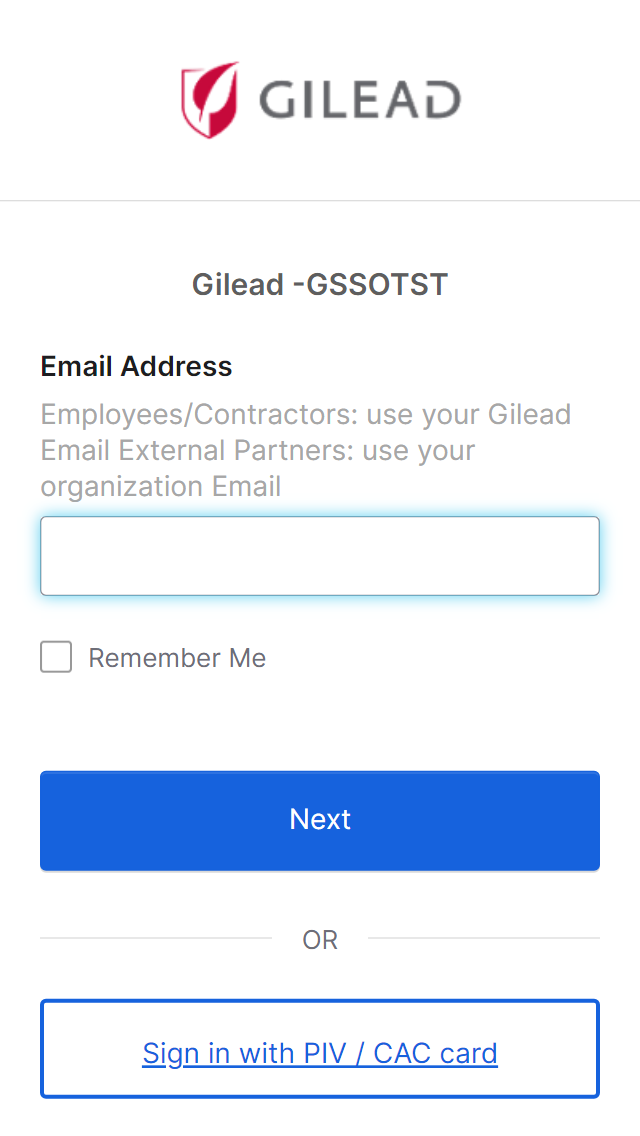 GILEAD
Gilead -GSSOTST
Email Address
Employees/Contractors: use your Gilead
Email External Partners: use your
organization Email
Remember Me
Next
OR
Sign in with PIV / CAC card